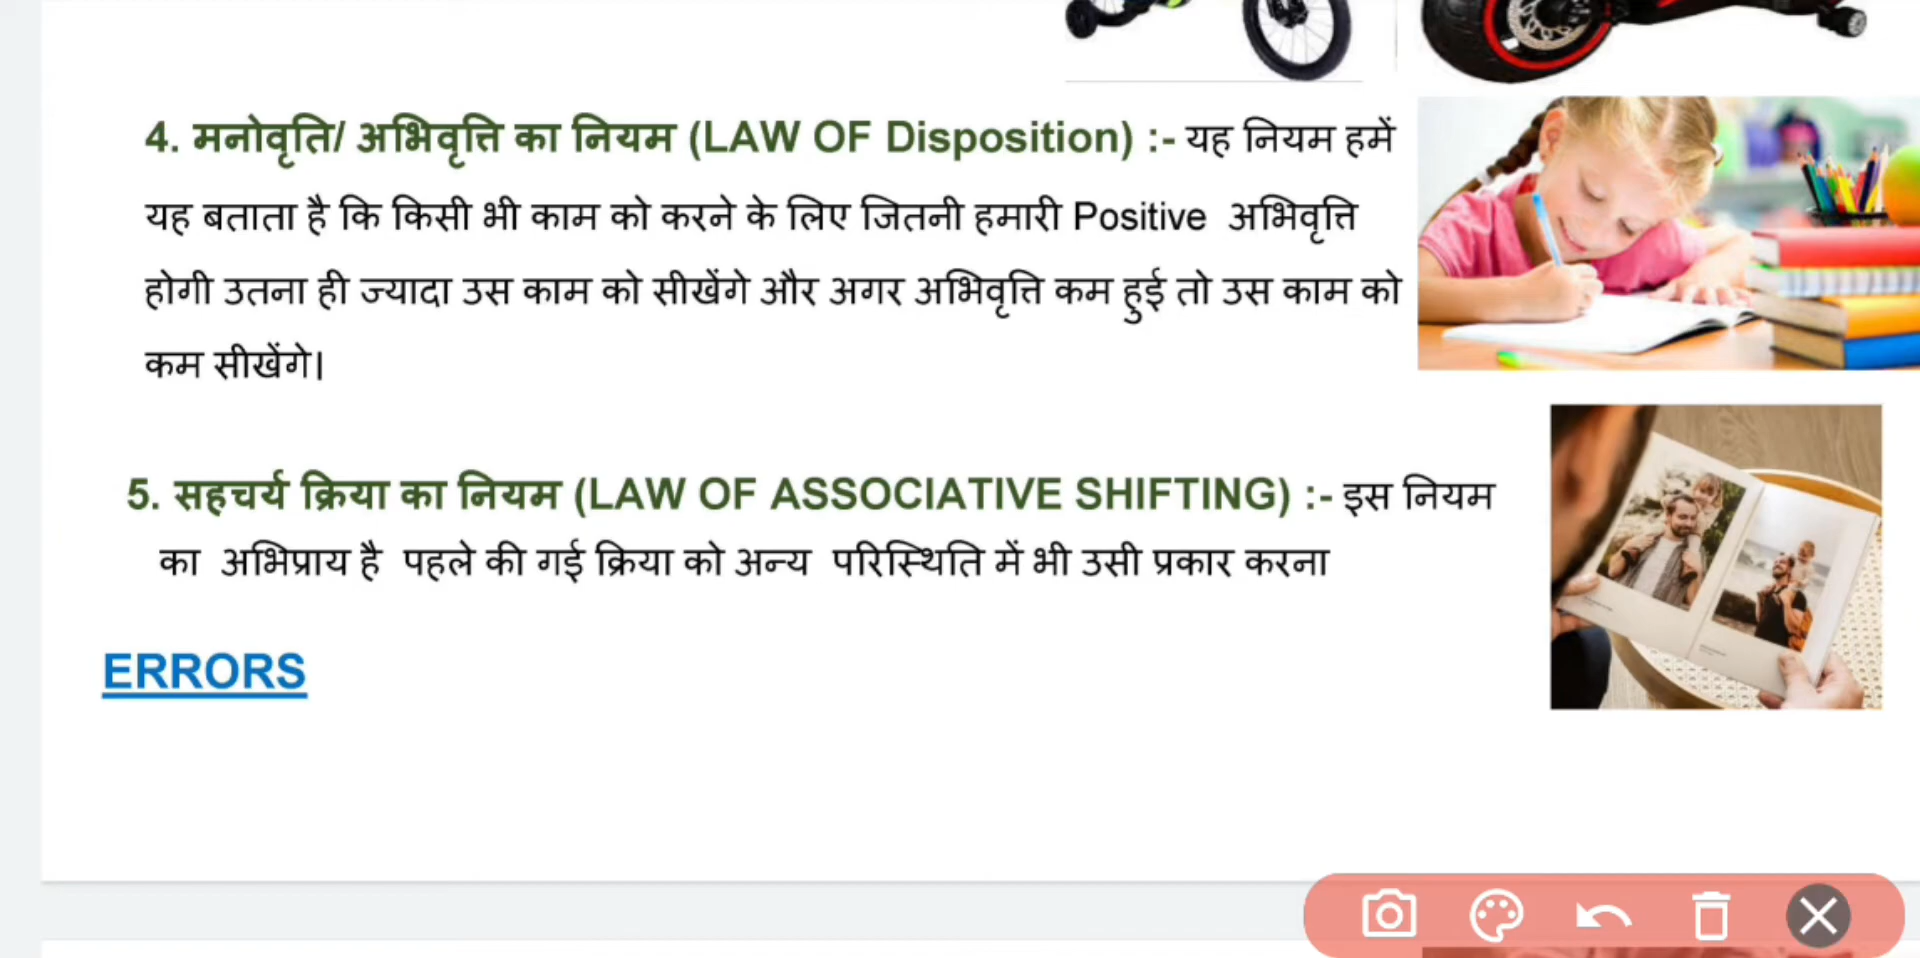 4. मनोवृति/ अभिवृत्ति का नियम (LAW OF Disposition) :- यह नियम हमें
यह बताता है कि किसी भी काम को करने के लिए जितनी हमारी Positive अभिवृत्ति
होगी उतना ही ज्यादा उस काम को सीखेंगे और अगर अभिवृत्ति कम हुई तो उस काम को
कम सीखेंगे।
5. सहचर्य क्रिया का नियम (LAW OF ASSOCIATIVE SHIFTING) :- इस नियम
का अभिप्राय है पहले की गई क्रिया को अन्य परिस्थिति में भी उसी प्रकार करना
ERRORS